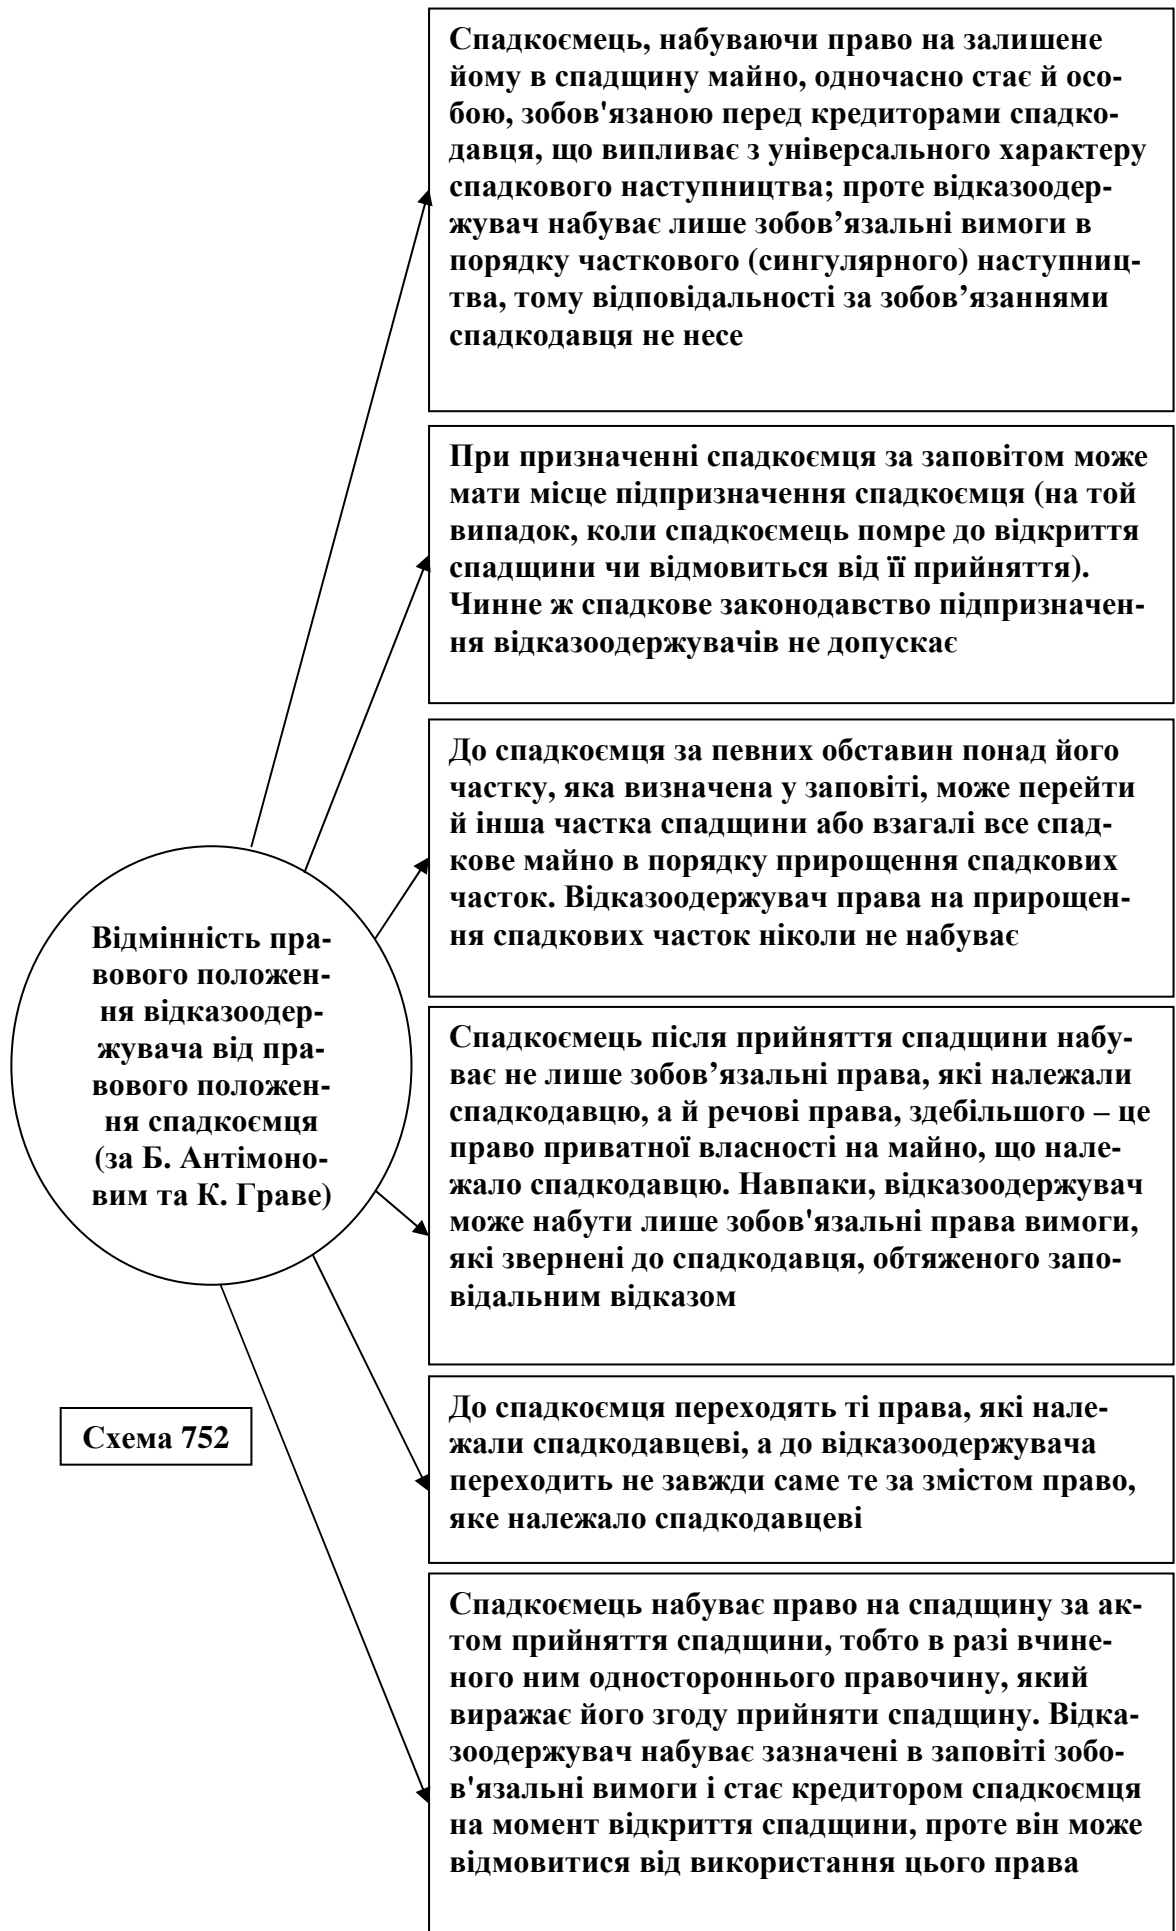 Спадкоємець, набуваючи право на залишене
йому в спадщину майно, одночасно стає й осо-
бою, зобов'язаною перед кредиторами спадко-
давця, що випливає з універсального характеру
спадкового наступництва; проте відказоодер-
жувач набуває лише зобов’язальні вимоги в
порядку часткового (сингулярного) наступниц-
тва, тому відповідальності за зобов’язаннями
спадкодавця не несе
При призначенні спадкоємця за заповітом може
мати місце підпризначення спадкоємця (на той
випадок, коли спадкоємець помре до відкриття
спадщини чи відмовиться від її прийняття).
Чинне ж спадкове законодавство підпризначен-
ня відказоодержувачів не допускає
До спадкоємця за певних обставин понад його
частку, яка визначена у заповіті, може перейти
й інша частка спадщини або взагалі все спад-
кове майно в порядку прирощення спадкових
часток. Відказоодержувач права на прирощен-
ня спадкових часток ніколи не набуває
Відмінність пра-
вового положен-
ня відказоодер-
жувача від пра-
вового положен-
ня спадкоємця
(за Б. Антімоно-
вим та К. Граве)
Спадкоємець після прийняття спадщини набу-
ває не лише зобов’язальні права, які належали
спадкодавцю, а й речові права, здебільшого – це
право приватної власності на майно, що нале-
жало спадкодавцю. Навпаки, відказоодержувач
може набути лише зобов'язальні права вимоги,
які звернені до спадкодавця, обтяженого запо-
відальним відказом
До спадкоємця переходять ті права, які нале-
жали спадкодавцеві, а до відказоодержувача
переходить не завжди саме те за змістом право,
яке належало спадкодавцеві
Схема 752
Спадкоємець набуває право на спадщину за ак-
том прийняття спадщини, тобто в разі вчине-
ного ним одностороннього правочину, який
виражає його згоду прийняти спадщину. Відка-
зоодержувач набуває зазначені в заповіті зобо-
в'язальні вимоги і стає кредитором спадкоємця
на момент відкриття спадщини, проте він може
відмовитися від використання цього права